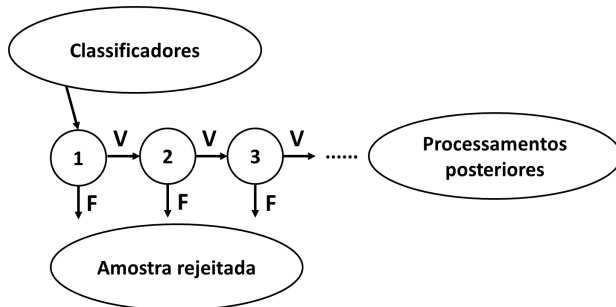 Classificadores
V V V
1 2 3 ......
Processamentos
posteriores
F F F
Amostra rejeitada